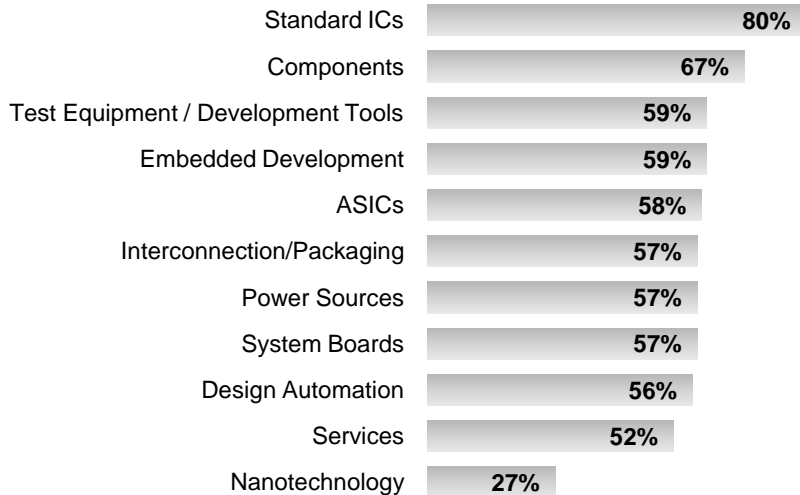 Standard ICs 80%
Components 67%
Test Equipment / Development Tools 59%
Embedded Development 59%
ASICs 58%
Interconnection/Packaging 57%
Power Sources 57%
System Boards 57%
Design Automation 56%
Services 52%
Nanotechnology 27%